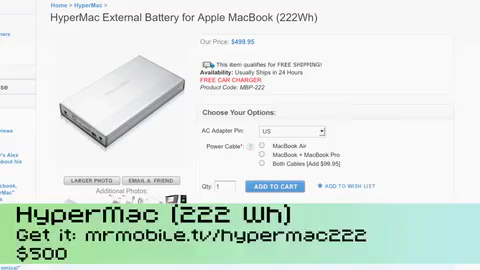 Home > HyperMac >
HyperMac External Battery for Apple MacBook (222Wh)
Our Price: $499.95
This item qualifies for FREE SHIPPING!
Availability: Usually Ships in 24 Hours
FREE CAR CHARGER
Product Code: MBP-222
Choose Your Options:
AC Adapter Pin: US
Power Cable*: MacBook Air
MacBook + MacBook Pro
Both Cables [Add $99.95]
LARGER PHOTO EMAIL A FRIEND
Additional Photos:
Qty. 1 ADD TO CART ADD TO WISH LIST
HyperMac (222 Wh)
Get it: mrmobile.tv/hypermac222
$500